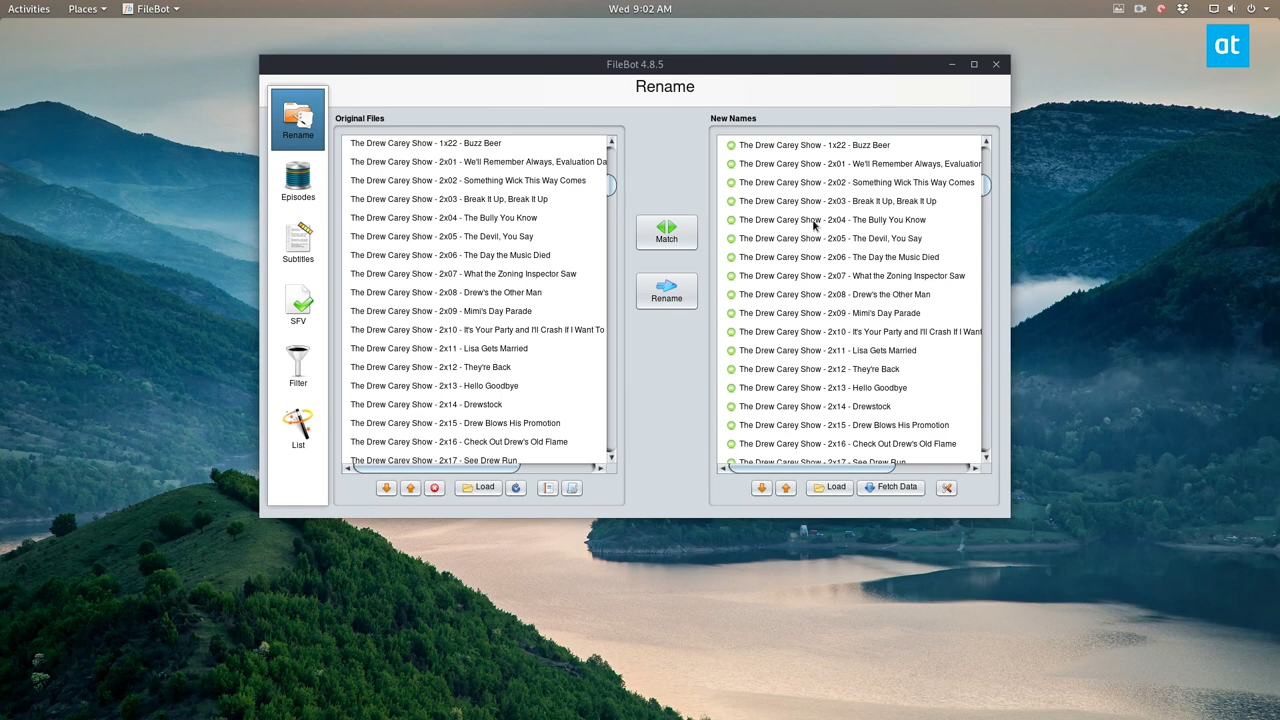 Activities Places FileBot Wed 9:02 AM
at
FileBot 4.8.5
Rename
Rename
Episodes
Subtitles
SFV
Filter
List
Original Files
The Drew Carey Show - 1x22 - Buzz Beer
The Drew Carey Show - 2x01 - We'll Remember Always, Evaluation Da
The Drew Carey Show - 2x02 - Something Wick This Way Comes
The Drew Carey Show - 2x03 - Break It Up, Break It Up
The Drew Carey Show - 2x04 - The Bully You Know
The Drew Carey Show - 2x05 - The Devil, You Say
The Drew Carey Show - 2x06 - The Day the Music Died
The Drew Carey Show - 2x07 - What the Zoning Inspector Saw
The Drew Carey Show - 2x08 - Drew's the Other Man
The Drew Carey Show - 2x09 - Mimi's Day Parade
The Drew Carey Show - 2x10 - It's Your Party and I'll Crash If I Want To
The Drew Carey Show - 2x11 - Lisa Gets Married
The Drew Carey Show - 2x12 - They're Back
The Drew Carey Show - 2x13 - Hello Goodbye
The Drew Carey Show - 2x14 - Drewstock
The Drew Carey Show - 2x15 - Drew Blows His Promotion
The Drew Carey Show - 2x16 - Check Out Drew's Old Flame
The Drew Carey Show - 2x17 - See Drew Run
Load
Match
Rename
New Names
The Drew Carey Show - 1x22 - Buzz Beer
The Drew Carey Show - 2x01 - We'll Remember Always, Evaluation
The Drew Carey Show - 2x02 - Something Wick This Way Comes
The Drew Carey Show - 2x03 - Break It Up, Break It Up
The Drew Carey Show - 2x04 - The Bully You Know
The Drew Carey Show - 2x05 - The Devil, You Say
The Drew Carey Show - 2x06 - The Day the Music Died
The Drew Carey Show - 2x07 - What the Zoning Inspector Saw
The Drew Carey Show - 2x08 - Drew's the Other Man
The Drew Carey Show - 2x09 - Mimi's Day Parade
The Drew Carey Show - 2x10 - It's Your Party and I'll Crash If I Want
The Drew Carey Show - 2x11 - Lisa Gets Married
The Drew Carey Show - 2x12 - They're Back
The Drew Carey Show - 2x13 - Hello Goodbye
The Drew Carey Show - 2x14 - Drewstock
The Drew Carey Show - 2x15 - Drew Blows His Promotion
The Drew Carey Show - 2x16 - Check Out Drew's Old Flame
The Drew Carey Show - 2x17 - See Drew Run
Load Fetch Data